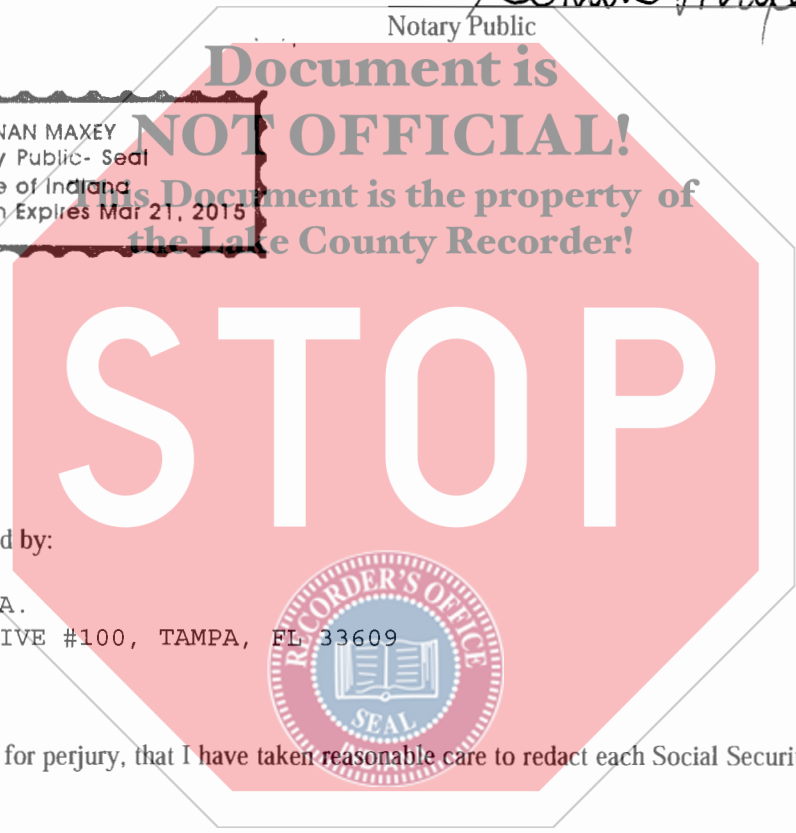 Notary Public
Document is
NOT OFFICIAL!
This Document is the property of
the Lake County Recorder!
NAN MAXEY
y Public- Seal
e of Indiana
n Expires Mar 21, 2015
STOP
d by:
A.
IVE #100, TAMPA, FL 33609
RECORDER'S OFFICE
SEAL
INDIANA
for perjury, that I have taken reasonable care to redact each Social Securi